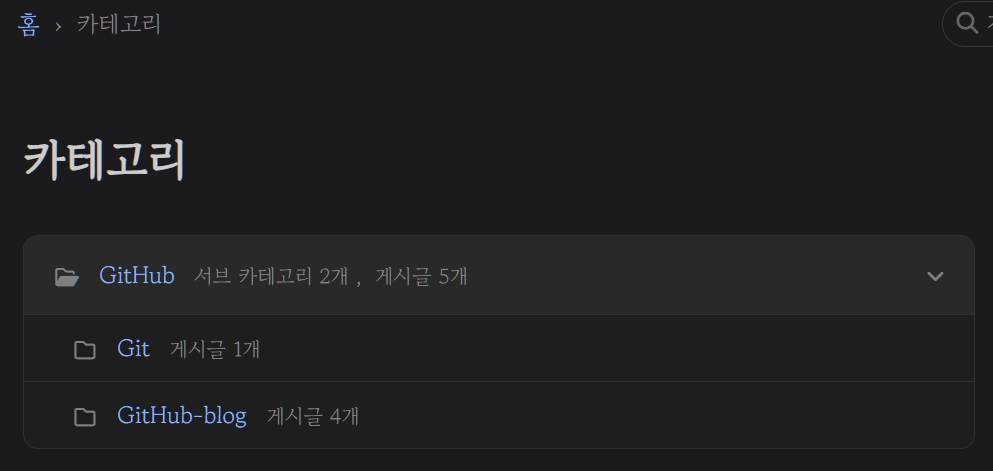 홈 › 카테고리
카테고리
GitHub 서브 카테고리 2개 , 게시글 5개
Git 게시글 1개
GitHub-blog 게시글 4개